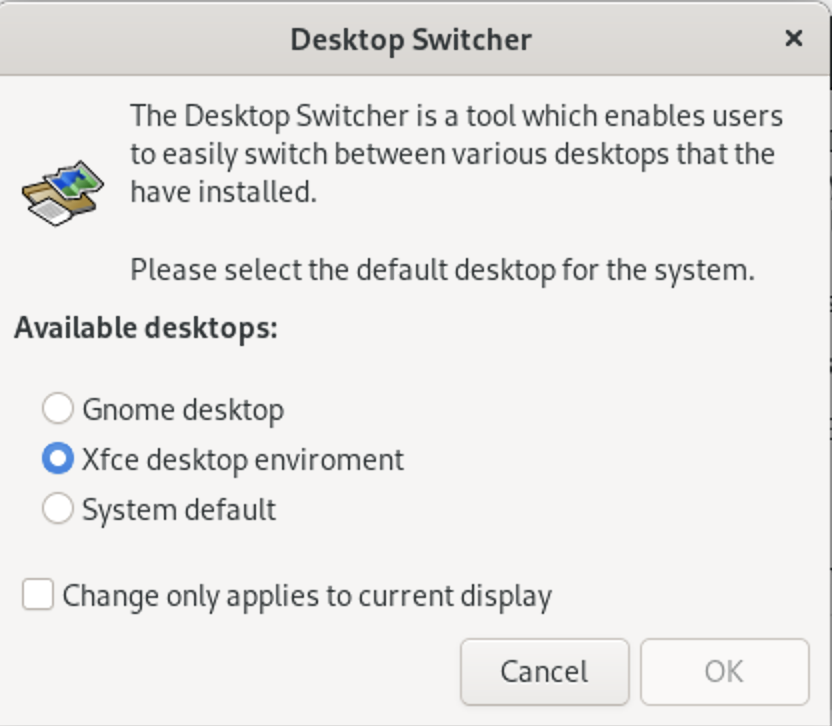 Desktop Switcher
The Desktop Switcher is a tool which enables users
to easily switch between various desktops that the
have installed.
Please select the default desktop for the system.
Available desktops:
Gnome desktop
Xfce desktop enviroment
System default
Change only applies to current display
Cancel
OK